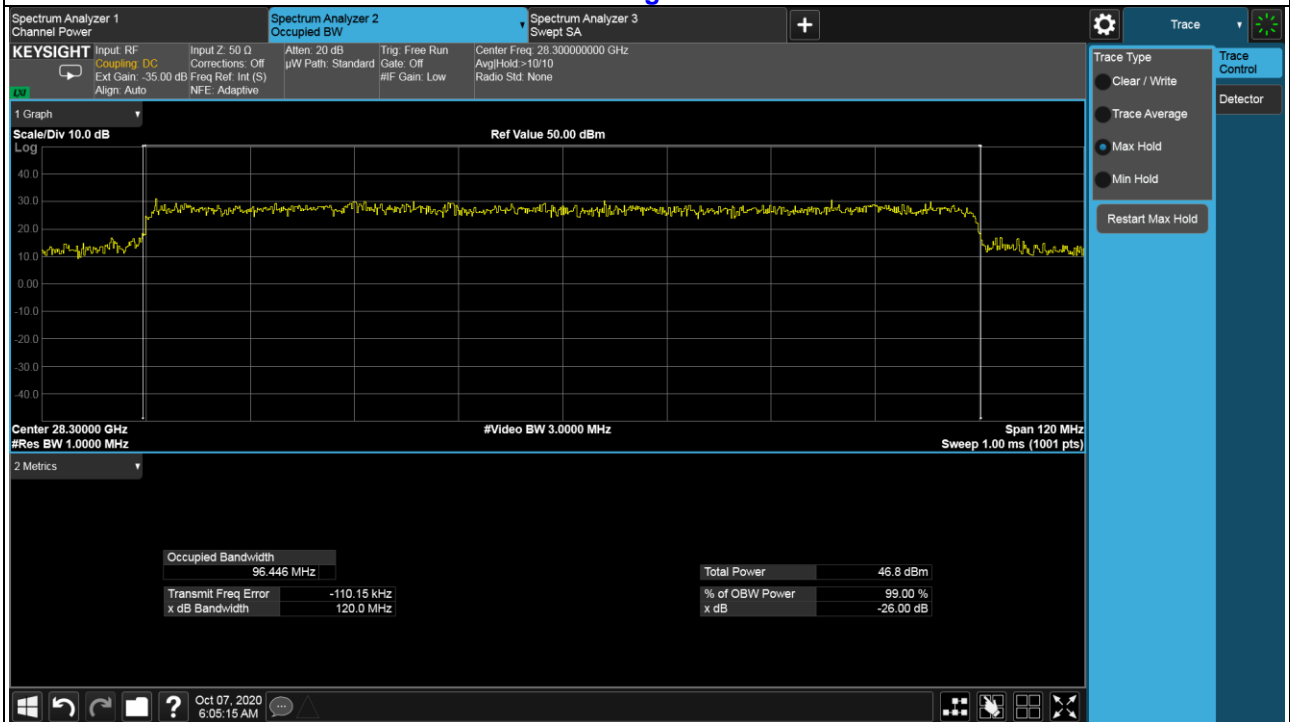 Spectrum Analyzer 1
Channel Power
Spectrum Analyzer 2
Occupied BW
Spectrum Analyzer 3
Swept SA
Trace
KEYSIGHT
Input: RF
Coupling: DC
Ext Gain: -35.00 dB
Align: Auto
Input Z: 50 Ω
Corrections: Off
Freq Ref: Int (S)
NFE: Adaptive
Atten: 20 dB
µW Path: Standard
Trig: Free Run
Gate: Off
#IF Gain: Low
Center Freq: 28.300000000 GHz
Avg|Hold:>10/10
Radio Std: None
Trace Type
Clear / Write
Trace Average
Max Hold
Min Hold
Restart Max Hold
Trace
Control
Detector
1 Graph
Scale/Div 10.0 dB
Ref Value 50.00 dBm
Log
40.0
30.0
20.0
10.0
0.00
-10.0
-20.0
-30.0
-40.0
Center 28.30000 GHz
#Video BW 3.0000 MHz
Span 120 MHz
#Res BW 1.0000 MHz
Sweep 1.00 ms (1001 pts)
2 Metrics
Occupied Bandwidth
96.446 MHz
Transmit Freq Error -110.15 kHz
x dB Bandwidth 120.0 MHz
Total Power 46.8 dBm
% of OBW Power 99.00 %
x dB -26.00 dB
Oct 07, 2020
6:05:15 AM